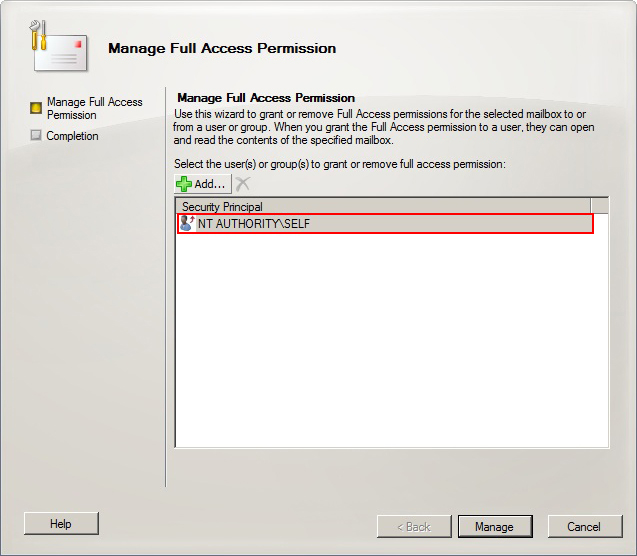 Manage Full Access Permission
Manage Full Access
Permission
Completion
Manage Full Access Permission
Use this wizard to grant or remove Full Access permissions for the selected mailbox to or
from a user or group. When you grant the Full Access permission to a user, they can open
and read the contents of the specified mailbox.
Select the user(s) or group(s) to grant or remove full access permission:
Add...
Security Principal
NT AUTHORITY\SELF
Help
< Back
Manage
Cancel